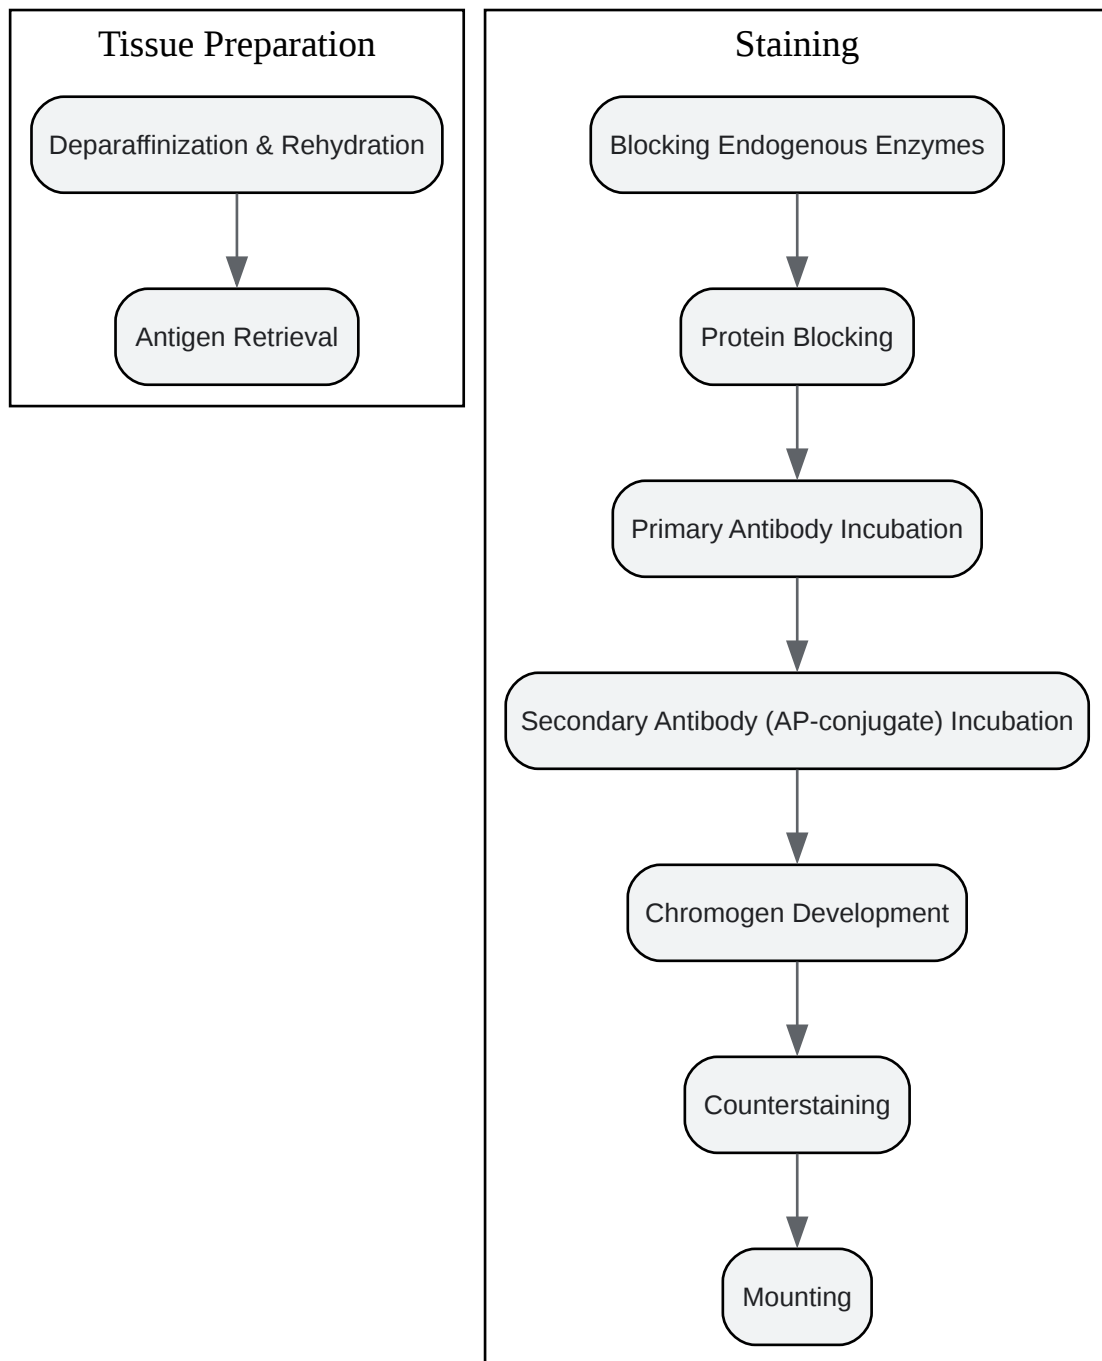 Tissue Preparation
Deparaffinization & Rehydration
Antigen Retrieval
Staining
Blocking Endogenous Enzymes
Protein Blocking
Primary Antibody Incubation
Secondary Antibody (AP-conjugate) Incubation
Chromogen Development
Counterstaining
Mounting